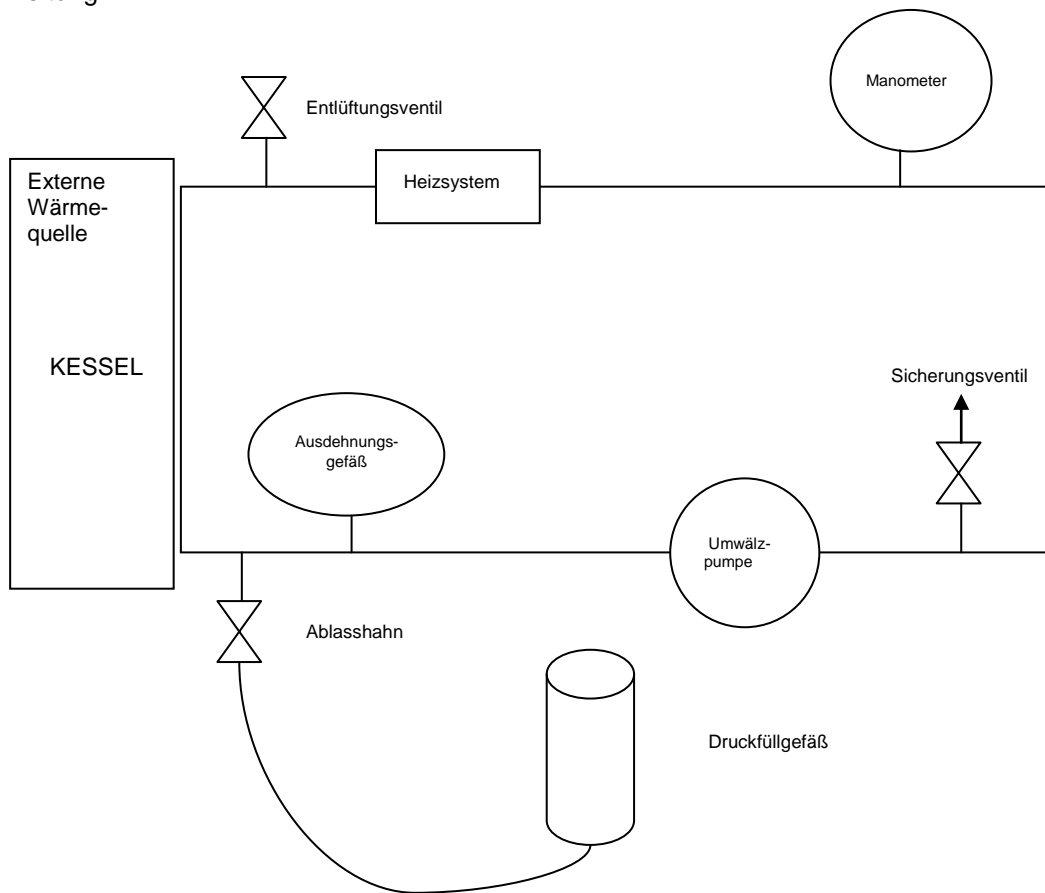 Entlüftungsventil
Manometer
Externe
Wärme-
quelle
Heizsystem
KESSEL
Sicherungsventil
Ausdehnungs-
gefäß
Umwälz-
pumpe
Ablasshahn
Druckfüllgefäß